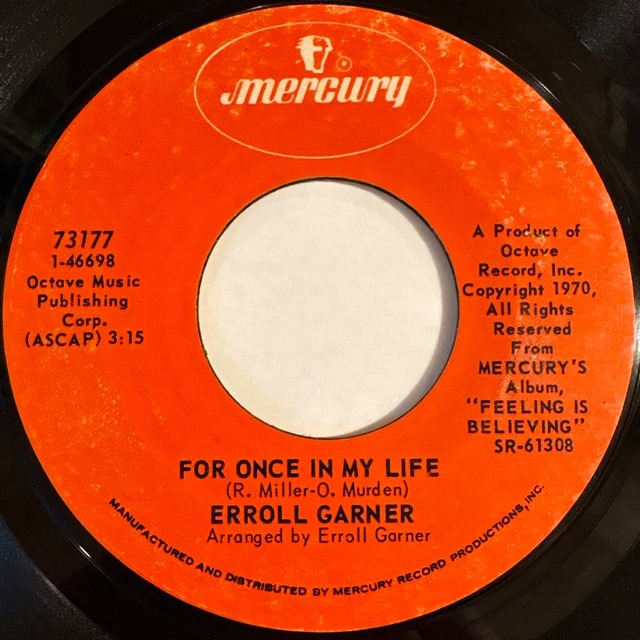 mercury
®
73177
1-46698
Octave Music
Publishing
Corp.
(ASCAP) 3:15
A Product of
Octave
Record, Inc.
Copyright 1970,
All Rights
Reserved
From
MERCURY'S
Album,
"FEELING IS
BELIEVING"
SR-61308
FOR ONCE IN MY LIFE
(R. Miller-O. Murden)
ERROLL GARNER
Arranged by Erroll Garner
MANUFACTURED AND DISTRIBUTED BY MERCURY RECORD PRODUCTIONS, INC.